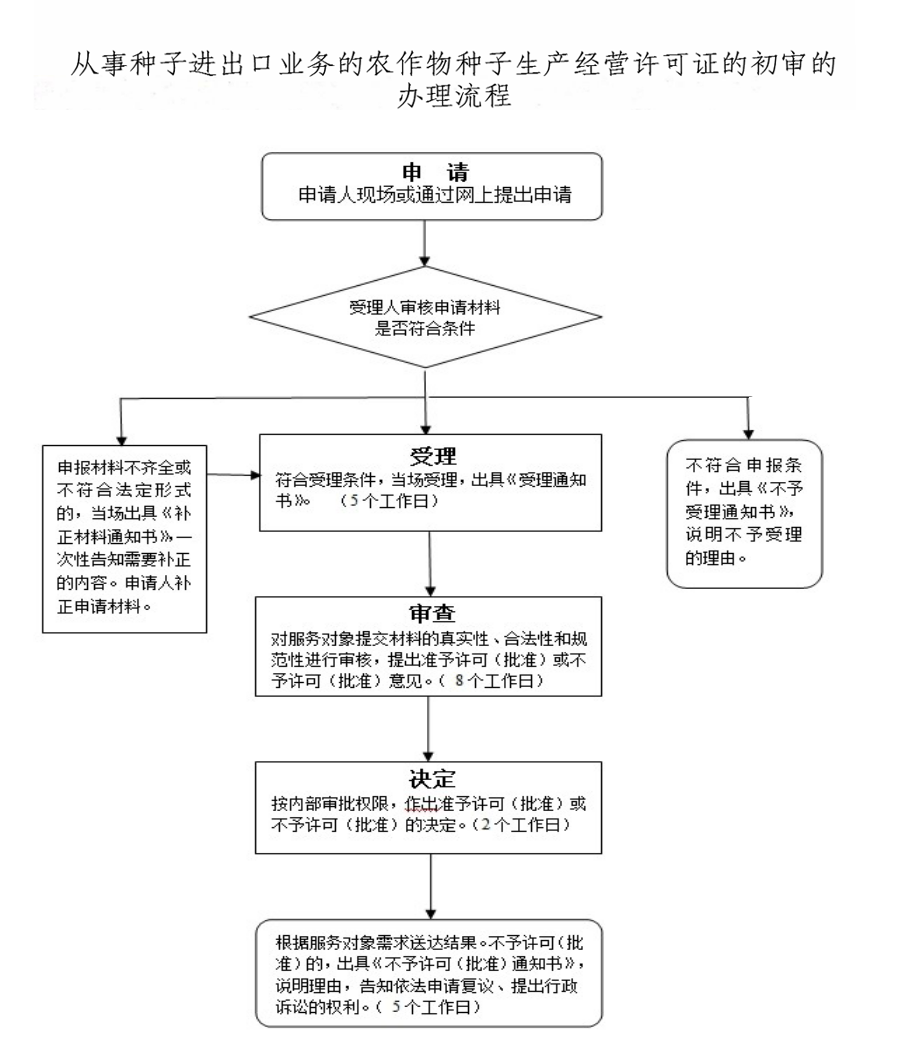 从事种子进出口业务的农作物种子生产经营许可证的初审的
办理流程
申 请
申请人现场或通过网上提出申请
受理人审核申请材料
是否符合条件
申报材料不齐全或
不符合法定形式
的，当场出具《补
正材料通知书》，一
次性告知需要补正
的内容。申请人补
正申请材料。
受理
符合受理条件，当场受理，出具《受理通知
书》。 （5个工作日）
不符合申报条
件，出具《不予
受理通知书》，
说明不予受理
的理由。
审查
对服务对象提交材料的真实性、合法性和规
范性进行审核，提出准予许可（批准）或不
予许可（批准）意见。（ 8个工作日）
决定
按内部审批权限，作出准予许可（批准）或
不予许可（批准）的决定。（2个工作日）
根据服务对象需求送达结果。不予许可（批
准）的，出具《不予许可（批准）通知书》，
说明理由，告知依法申请复议、提出行政
诉讼的权利。（ 5个工作日）